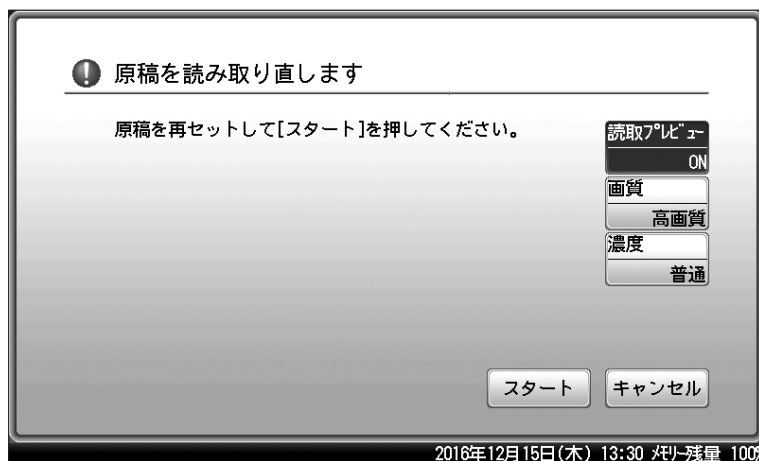 原稿を読み取り直します
原稿を再セットして[スタート]を押してください。
読取プレビュー
ON
画質
高画質
濃度
普通
スタート
キャンセル
2016年12月15日(木) 13:30 メモリー残量 100%